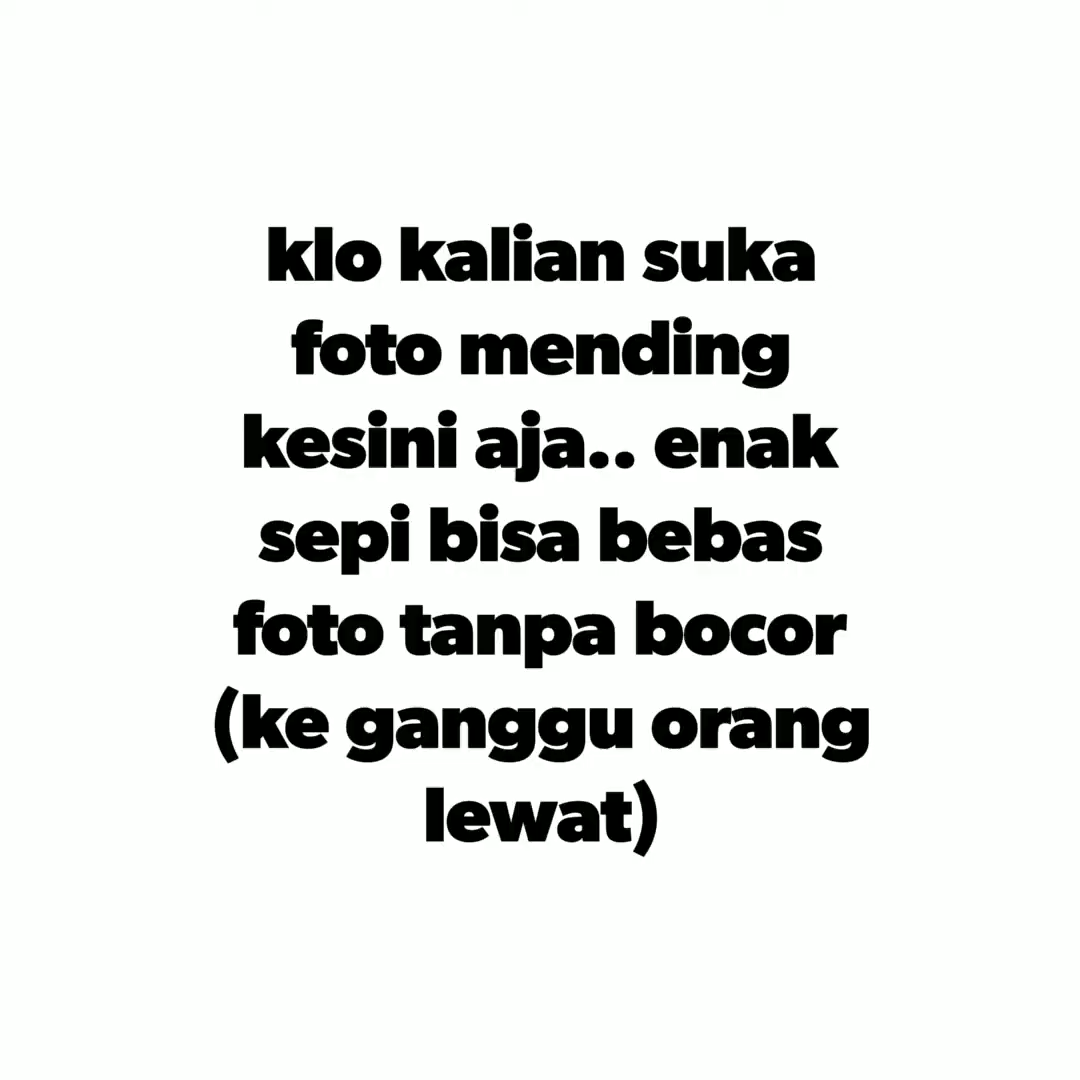 klo kalian suka
foto mending
kesini aja.. enak
sepi bisa bebas
foto tanpa bocor
(ke ganggu orang
lewat)